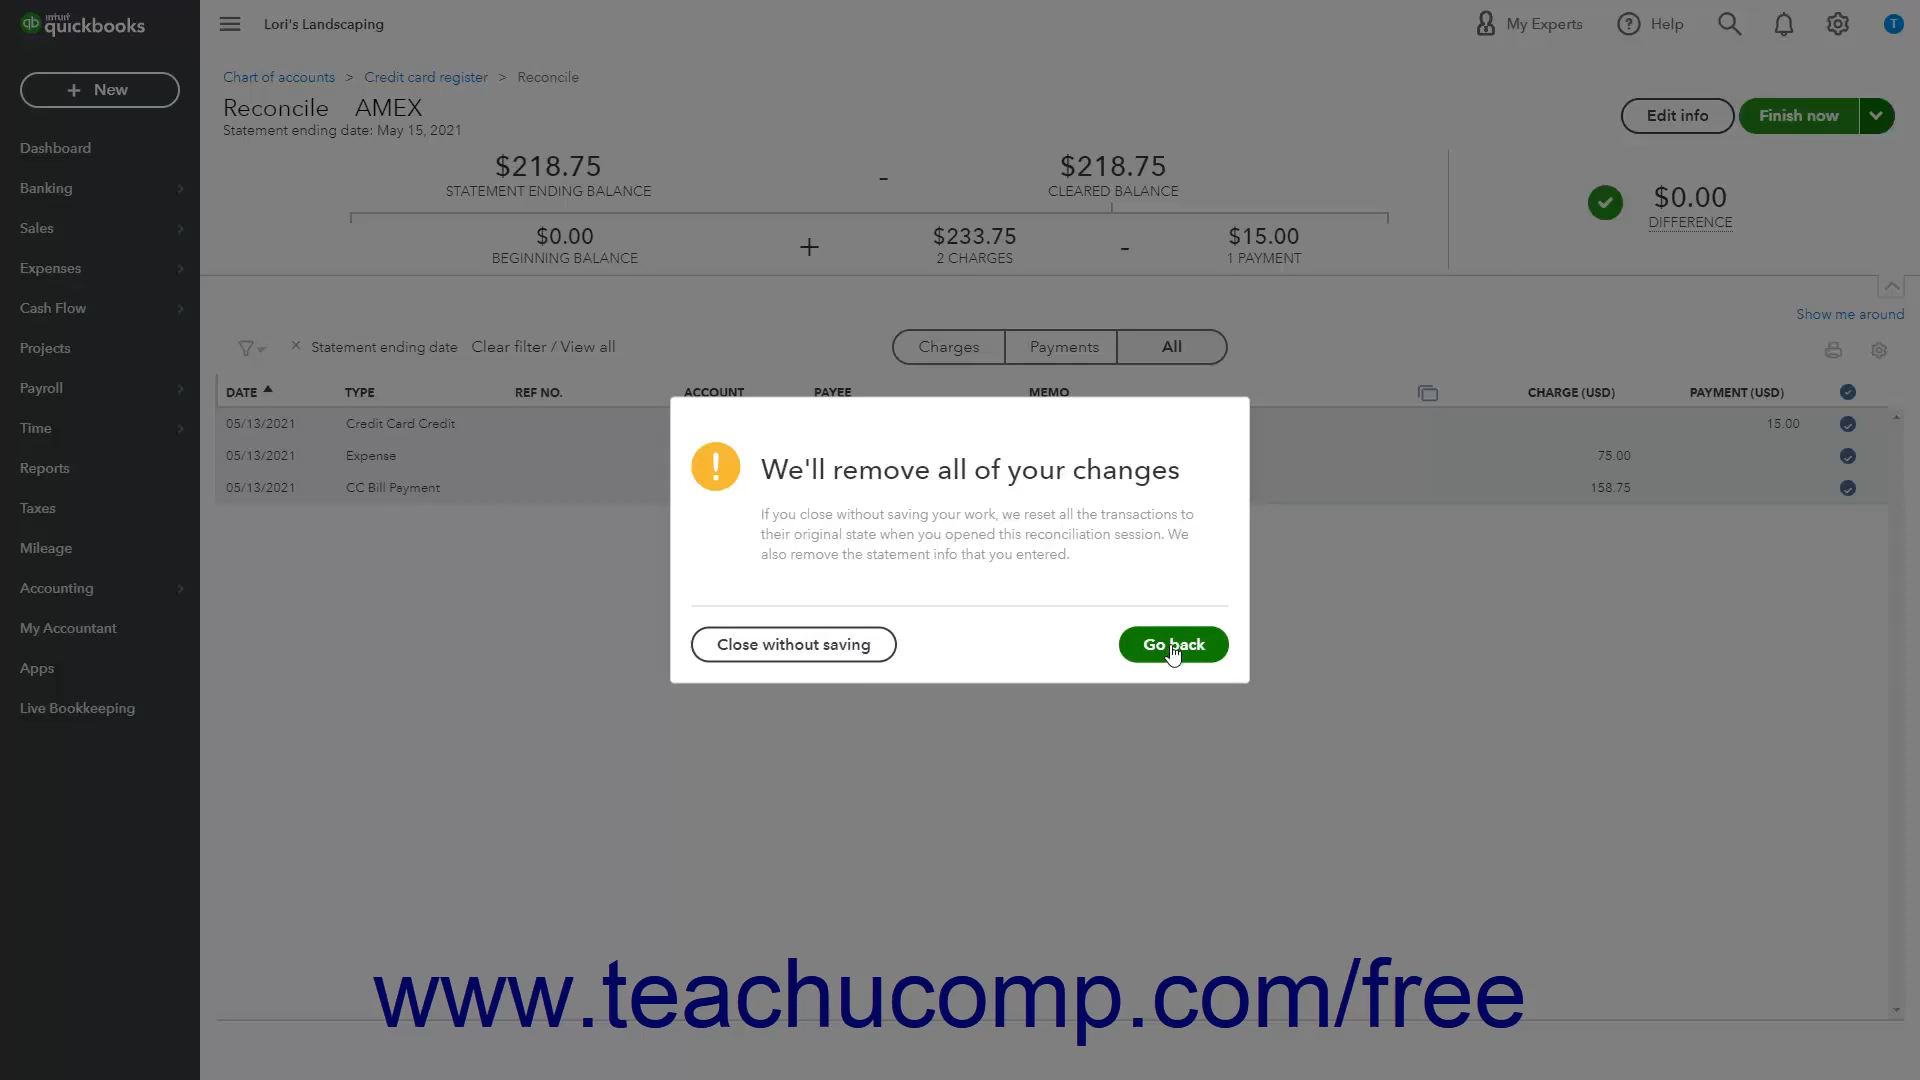 intuit
qb quickbooks
Lori's Landscaping
My Experts
Help
T
+ New
Dashboard
Banking
Sales
Expenses
Cash Flow
Projects
Payroll
Time
Reports
Taxes
Mileage
Accounting
My Accountant
Apps
Live Bookkeeping
Chart of accounts > Credit card register > Reconcile
Reconcile AMEX
Statement ending date: May 15, 2021
Edit info
Finish now
$218.75 - $218.75
STATEMENT ENDING BALANCE CLEARED BALANCE
$0.00
DIFFERENCE
$0.00 + $233.75 - $15.00
BEGINNING BALANCE 2 CHARGES 1 PAYMENT
Show me around
× Statement ending date Clear filter / View all
Charges Payments All
DATE TYPE REF NO. ACCOUNT PAYEE MEMO CHARGE (USD) PAYMENT (USD)
05/13/2021 Credit Card Credit 15.00
05/13/2021 Expense 75.00
05/13/2021 CC Bill Payment 158.75
! We'll remove all of your changes
If you close without saving your work, we reset all the transactions to
their original state when you opened this reconciliation session. We
also remove the statement info that you entered.
Close without saving Go back
www.teachucomp.com/free